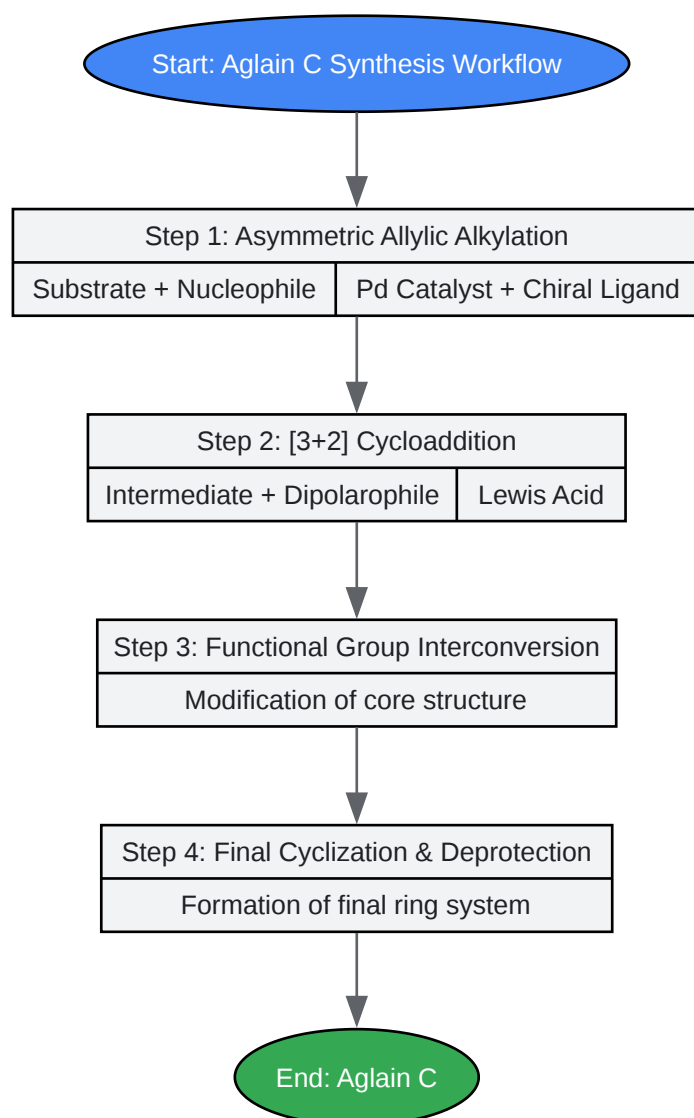 Start: Aglain C Synthesis Workflow
Step 1: Asymmetric Allylic Alkylation
Substrate + Nucleophile
Pd Catalyst + Chiral Ligand
Step 2: [3+2] Cycloaddition
Intermediate + Dipolarophile
Lewis Acid
Step 3: Functional Group Interconversion
Modification of core structure
Step 4: Final Cyclization & Deprotection
Formation of final ring system
End: Aglain C